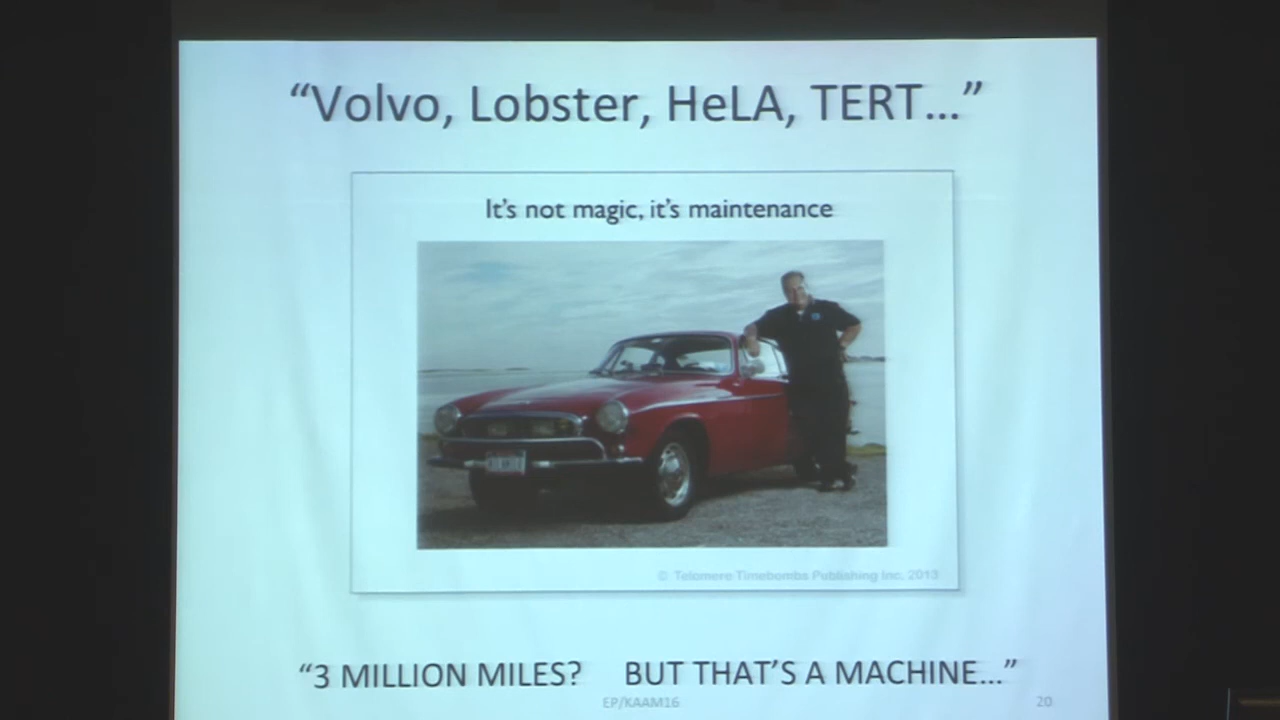 “Volvo, Lobster, HeLA, TERT...”
It's not magic, it's maintenance
© Telomere Timebombs Publishing Inc, 2013
“3 MILLION MILES? BUT THAT'S A MACHINE...”
EP/KAAM16
20